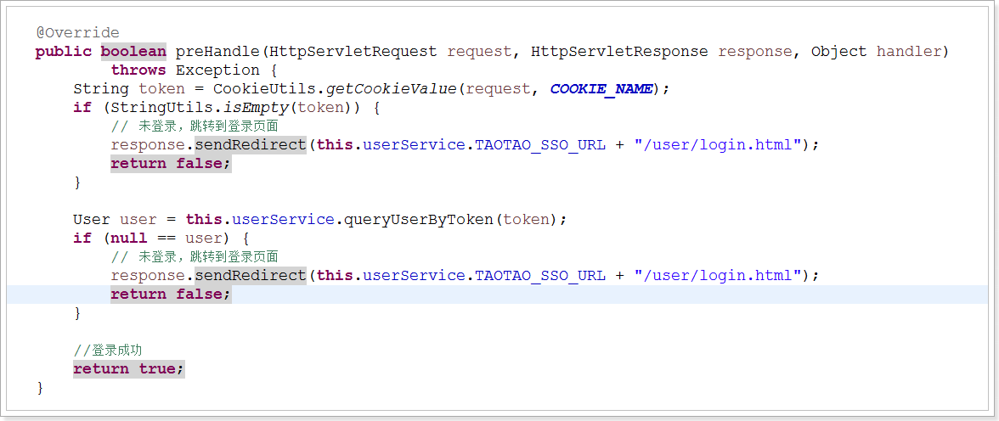 @Override
public boolean preHandle(HttpServletRequest request, HttpServletResponse response, Object handler)
throws Exception {
String token = CookieUtils.getCookieValue(request, COOKIE_NAME);
if (StringUtils.isEmpty(token)) {
// 未登录，跳转到登录页面
response.sendRedirect(this.userService.TAOTAO_SSO_URL + "/user/login.html");
return false;
}
User user = this.userService.queryUserByToken(token);
if (null == user) {
// 未登录，跳转到登录页面
response.sendRedirect(this.userService.TAOTAO_SSO_URL + "/user/login.html");
return false;
}
//登录成功
return true;
}